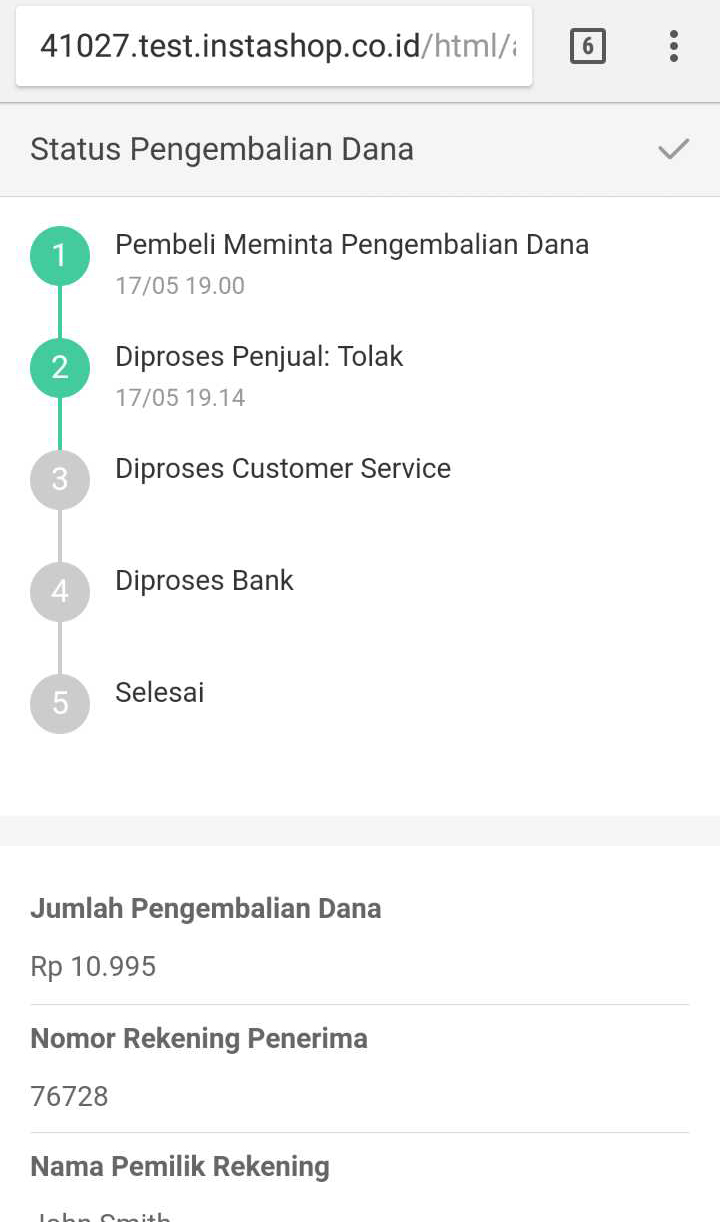 41027.test.instashop.co.id/html/
6
Status Pengembalian Dana
1
Pembeli Meminta Pengembalian Dana
17/05 19.00
2
Diproses Penjual: Tolak
17/05 19.14
3
Diproses Customer Service
4
Diproses Bank
5
Selesai
Jumlah Pengembalian Dana
Rp 10.995
Nomor Rekening Penerima
76728
Nama Pemilik Rekening
John Smith